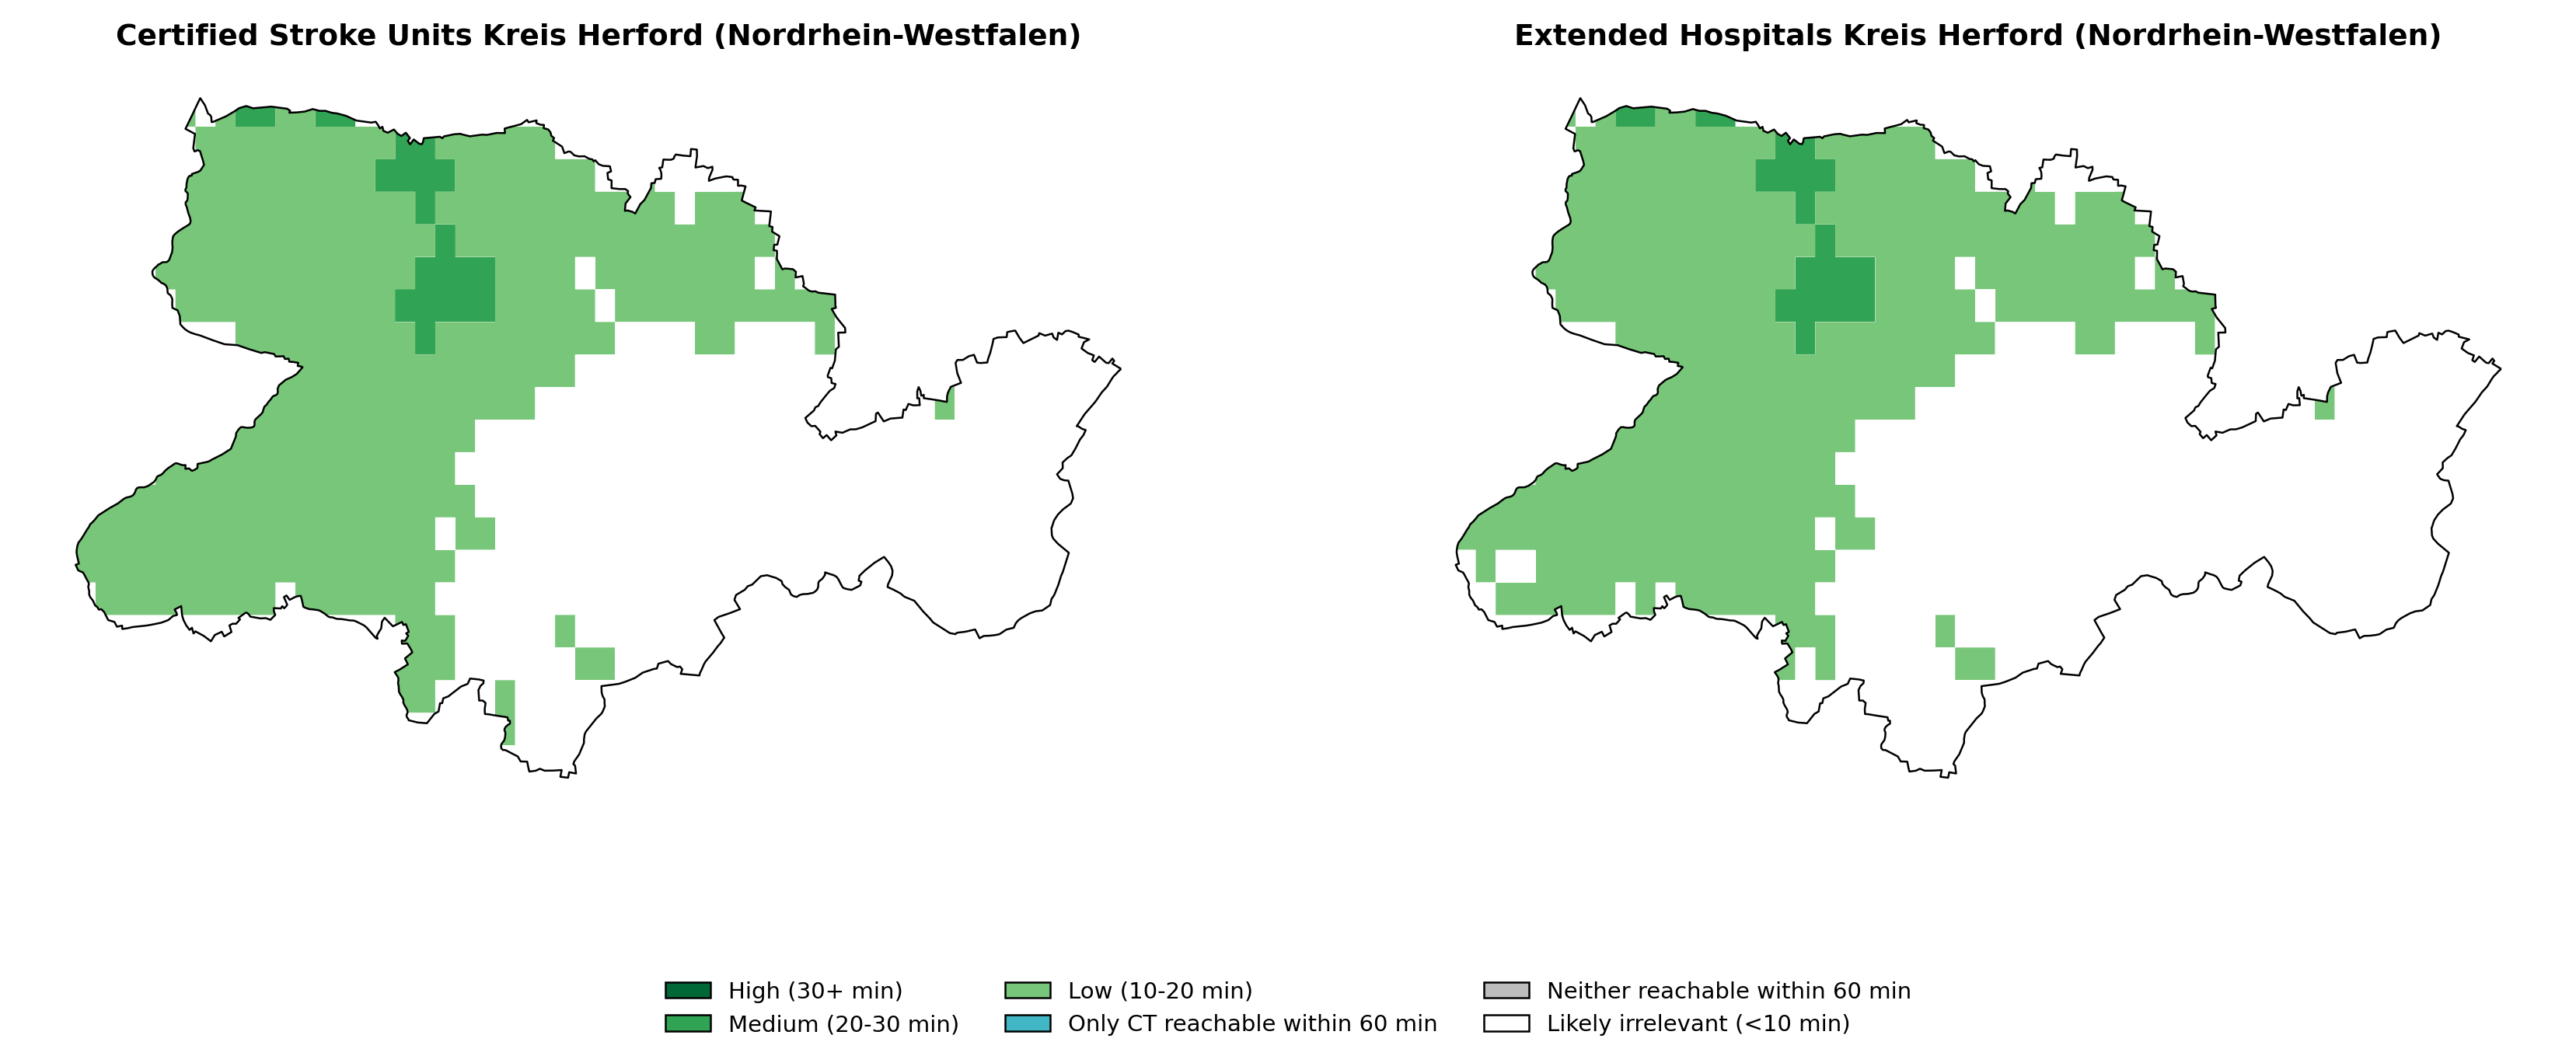 Certified Stroke Units Kreis Herford (Nordrhein-Westfalen)
Extended Hospitals Kreis Herford (Nordrhein-Westfalen)
High (30+ min)
Medium (20-30 min)
Low (10-20 min)
Only CT reachable within 60 min
Neither reachable within 60 min
Likely irrelevant (<10 min)